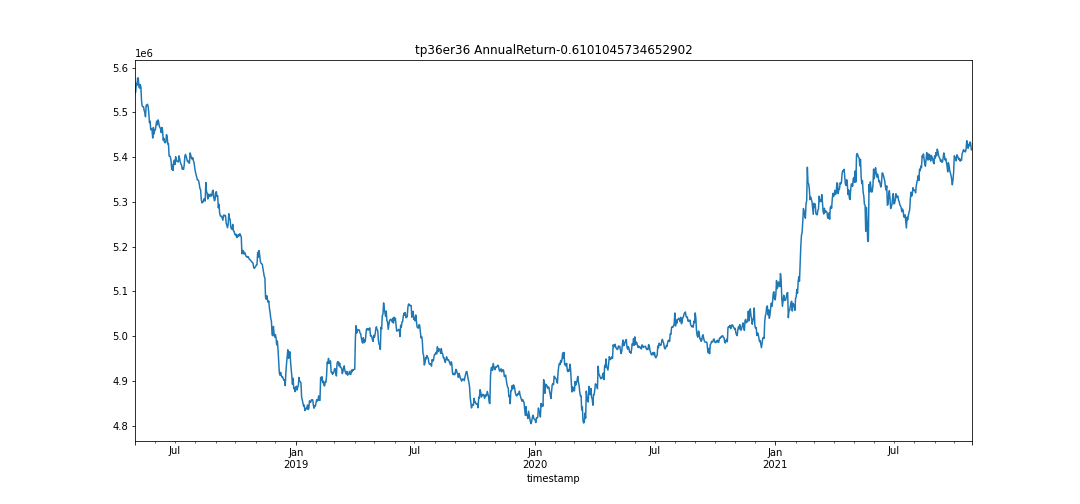 tp36er36 AnnualReturn-0.6101045734652902
1e6
5.6
5.5
5.4
5.3
5.2
5.1
5.0
4.9
4.8
Jul Jan Jul Jan Jul Jan Jul
2019 2020 2021
timestamp